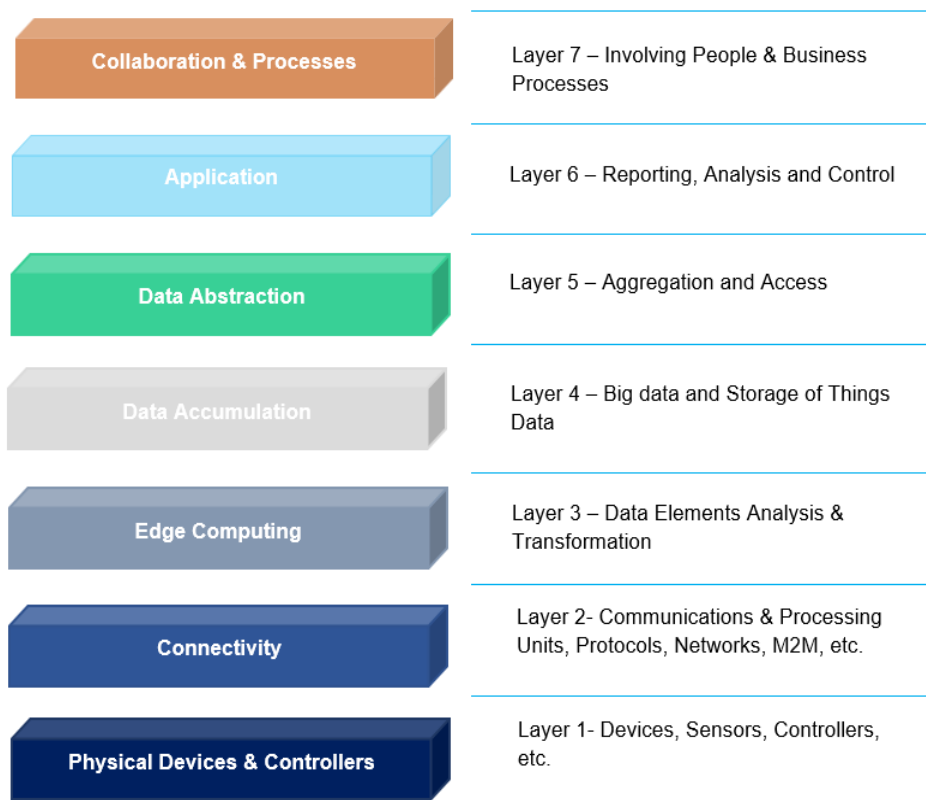 Collaboration & Processes
Layer 7 – Involving People & Business
Processes
Application
Layer 6 – Reporting, Analysis and Control
Data Abstraction
Layer 5 – Aggregation and Access
Data Accumulation
Layer 4 – Big data and Storage of Things
Data
Edge Computing
Layer 3 – Data Elements Analysis &
Transformation
Connectivity
Layer 2- Communications & Processing
Units, Protocols, Networks, M2M, etc.
Physical Devices & Controllers
Layer 1- Devices, Sensors, Controllers,
etc.